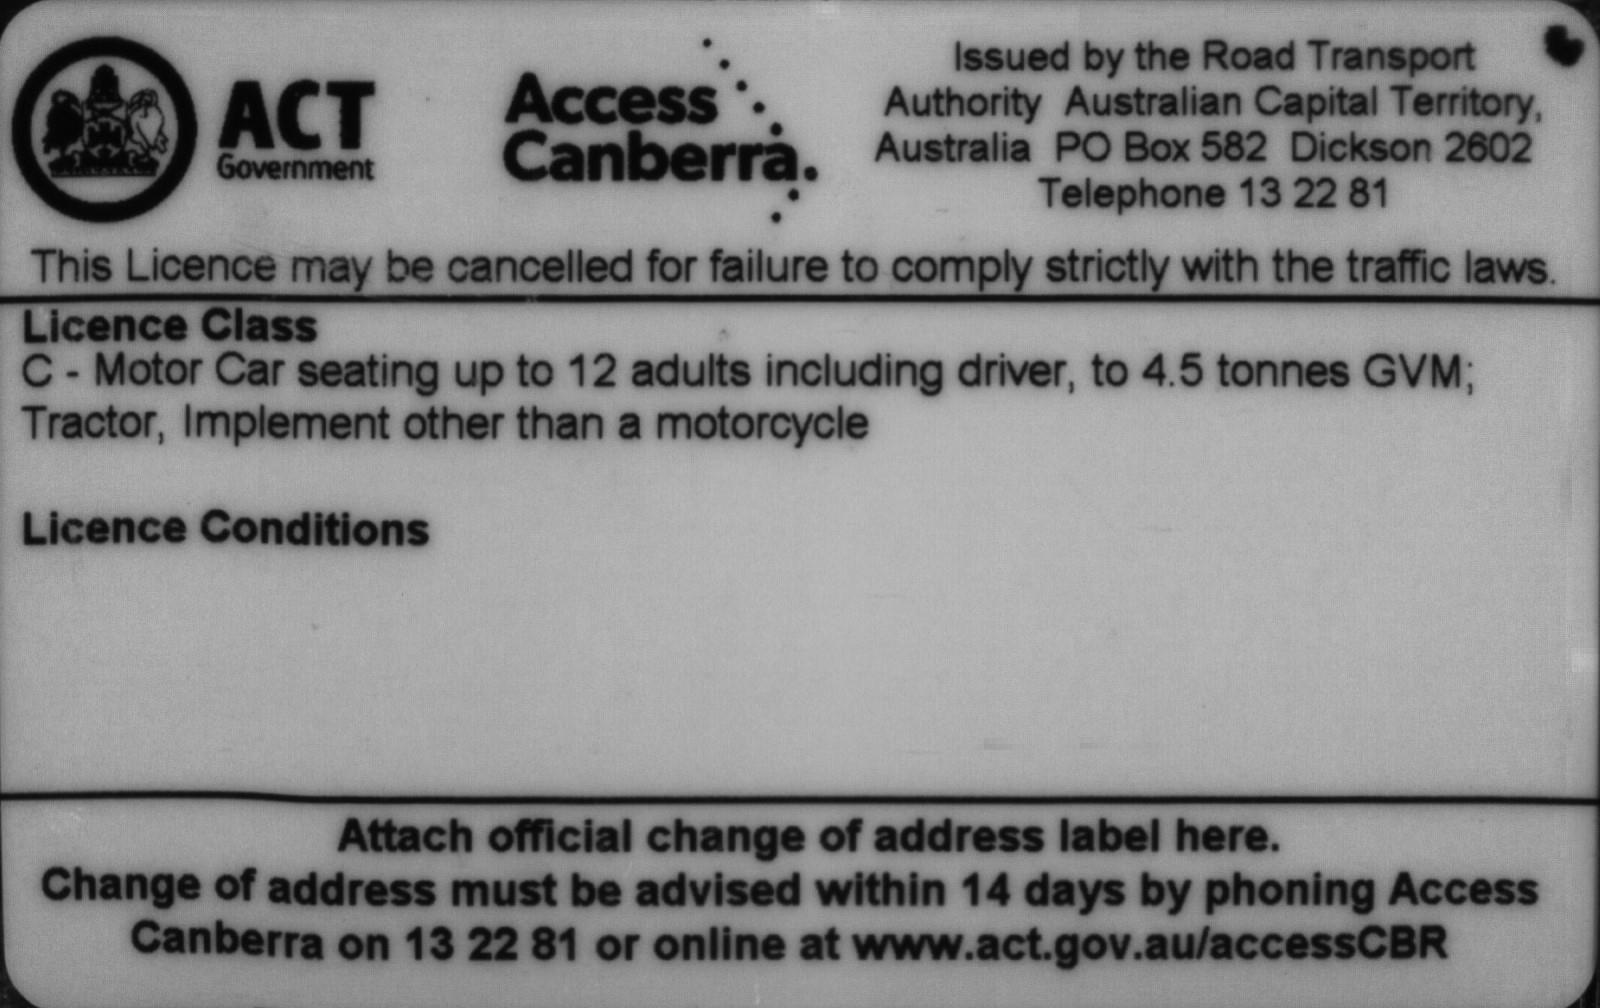 ACT
Government
Access
Canberra.
Issued by the Road Transport
Authority Australian Capital Territory,
Australia PO Box 582 Dickson 2602
Telephone 13 22 81
This Licence may be cancelled for failure to comply strictly with the traffic laws.
Licence Class
C - Motor Car seating up to 12 adults including driver, to 4.5 tonnes GVM;
Tractor, Implement other than a motorcycle
Licence Conditions
Attach official change of address label here.
Change of address must be advised within 14 days by phoning Access
Canberra on 13 22 81 or online at www.act.gov.au/accessCBR